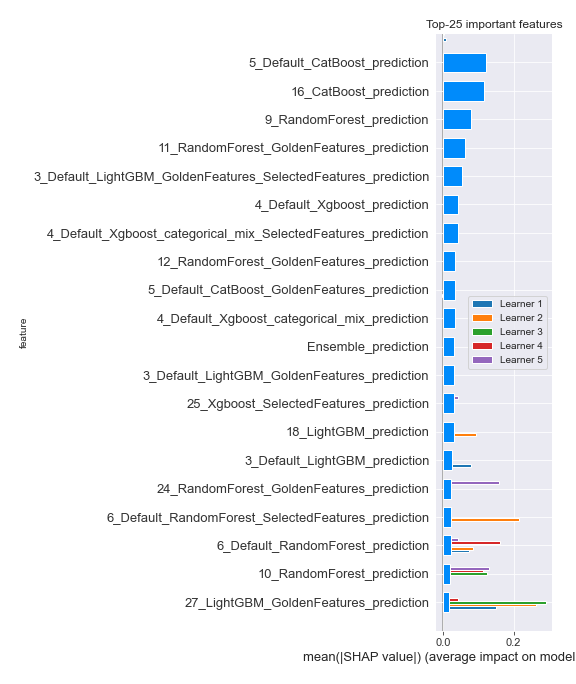 Top-25 important features
5_Default_CatBoost_prediction
16_CatBoost_prediction
9_RandomForest_prediction
11_RandomForest_GoldenFeatures_prediction
3_Default_LightGBM_GoldenFeatures_SelectedFeatures_prediction
4_Default_Xgboost_prediction
4_Default_Xgboost_categorical_mix_SelectedFeatures_prediction
12_RandomForest_GoldenFeatures_prediction
5_Default_CatBoost_GoldenFeatures_prediction
4_Default_Xgboost_categorical_mix_prediction
Ensemble_prediction
3_Default_LightGBM_GoldenFeatures_prediction
25_Xgboost_SelectedFeatures_prediction
18_LightGBM_prediction
3_Default_LightGBM_prediction
24_RandomForest_GoldenFeatures_prediction
6_Default_RandomForest_SelectedFeatures_prediction
6_Default_RandomForest_prediction
10_RandomForest_prediction
27_LightGBM_GoldenFeatures_prediction
feature
Learner 1
Learner 2
Learner 3
Learner 4
Learner 5
0.0 0.2
mean(|SHAP value|) (average impact on model